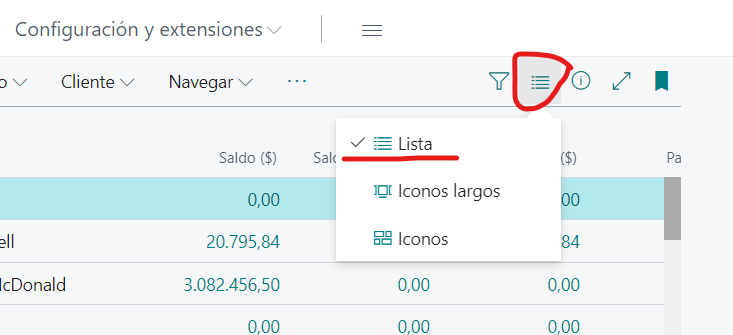 Configuración y extensiones
o Cliente Navegar ...
Lista
Saldo ($) Sal ($) Pa
0,00 00
Iconos largos
ell 20.795,84 84
Iconos
McDonald 3.082.456,50 0,00 0,00
0,00 0,00 0,00